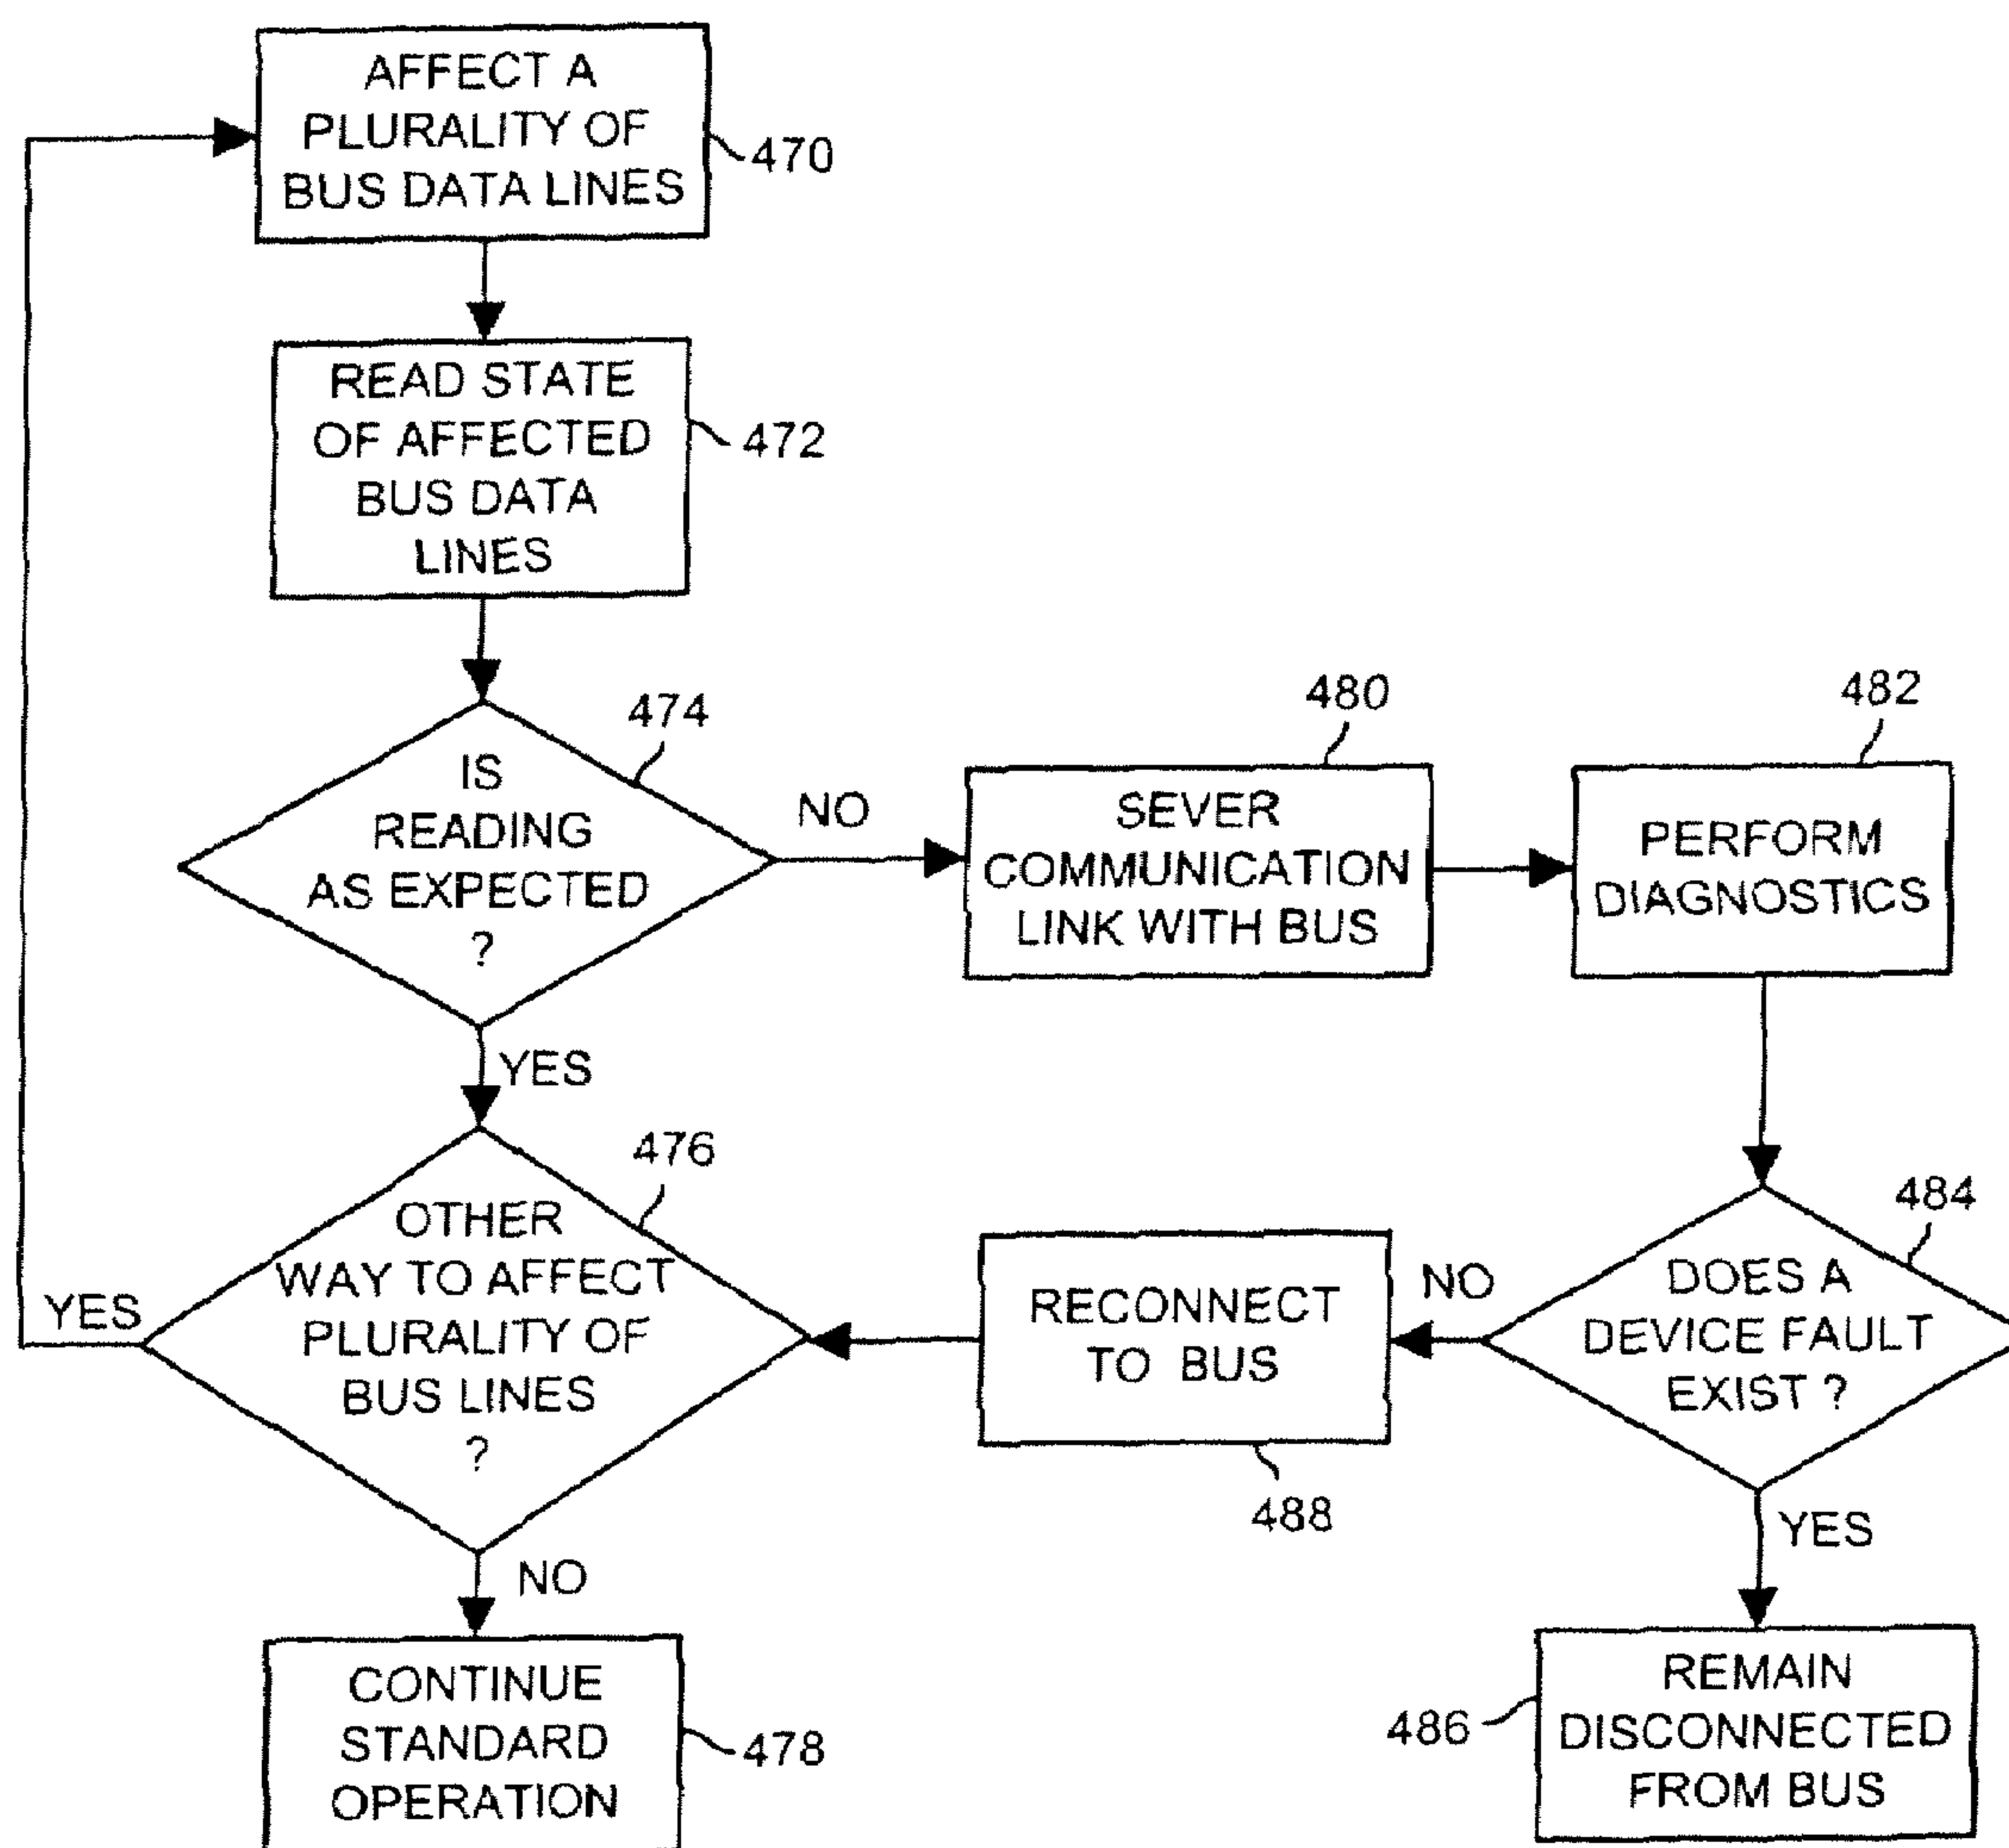 AFFECT A
PLURALITY OF
BUS DATA LINES
470
READ STATE
OF AFFECTED
BUS DATA
LINES
472
474
IS
READING
AS EXPECTED
?
NO
YES
480
SEVER
COMMUNICATION
LINK WITH BUS
482
PERFORM
DIAGNOSTICS
476
OTHER
WAY TO AFFECT
PLURALITY OF
BUS LINES
?
YES
NO
RECONNECT
TO BUS
488
NO
484
DOES A
DEVICE FAULT
EXIST ?
YES
CONTINUE
STANDARD
OPERATION
478
486
REMAIN
DISCONNECTED
FROM BUS